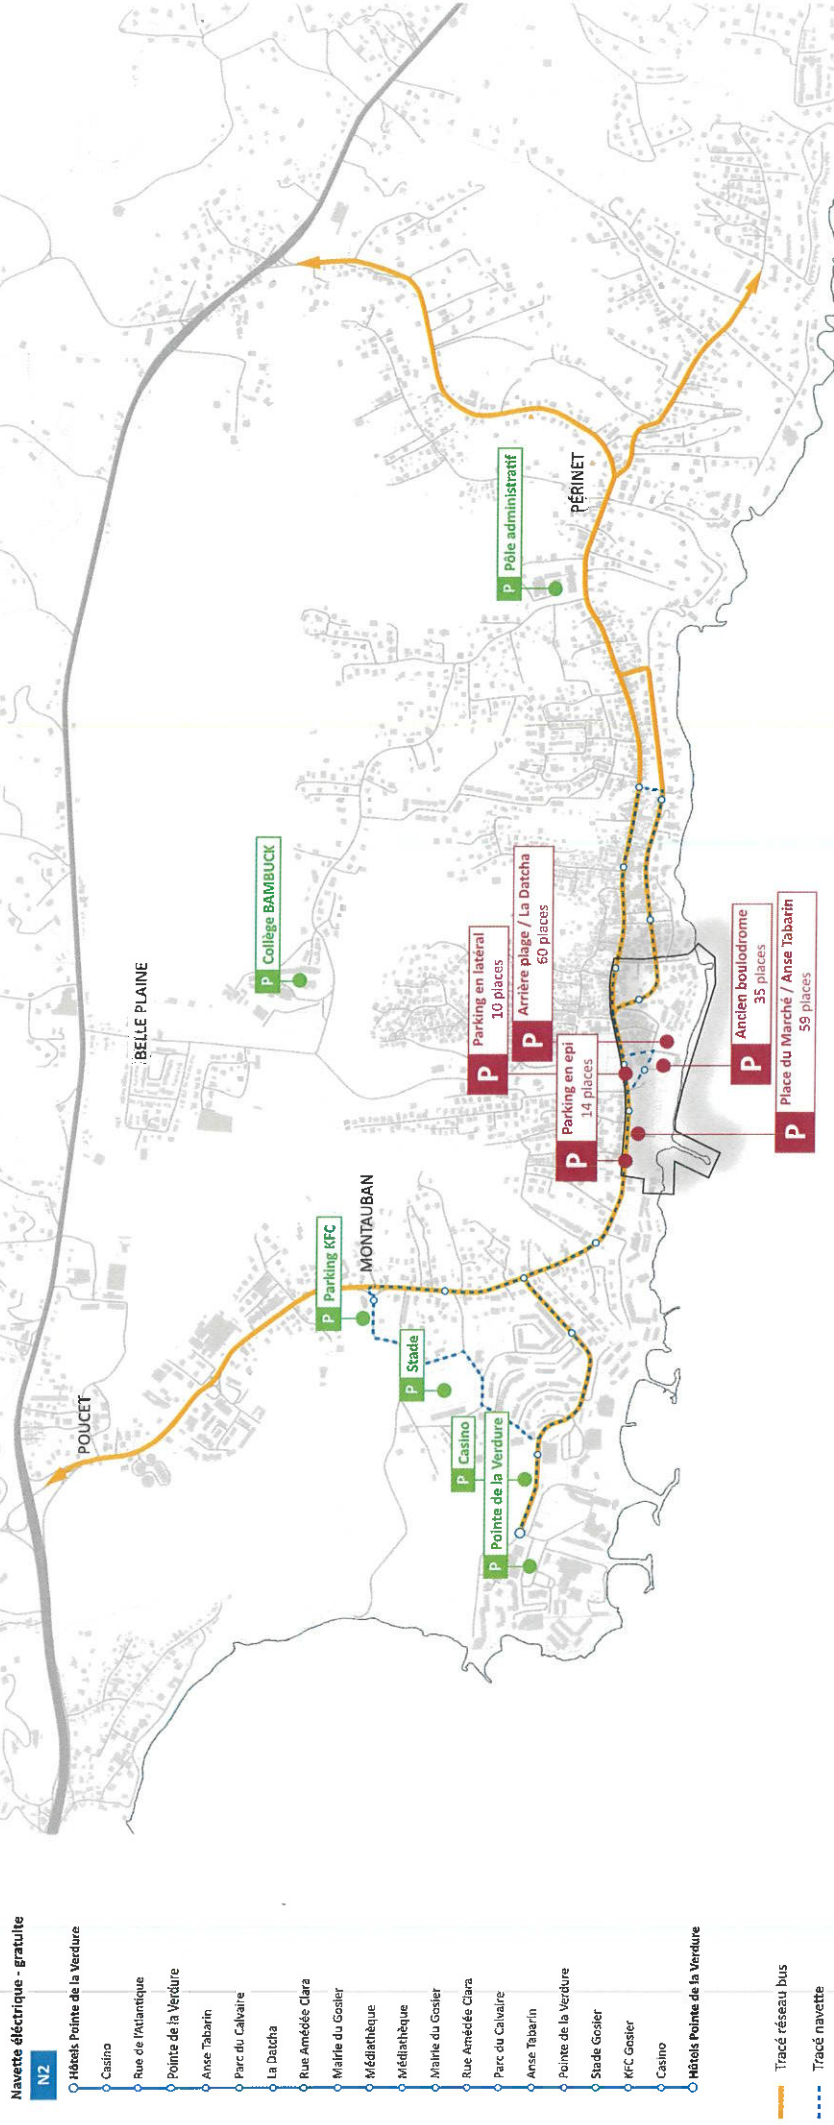 Navette éléctrique - gratuite
N2
Hôtels Pointe de la Verdure
Casino
Rue de l'Atlantique
Pointe de la Verdure
Anse Tabarin
Parc du Calvaire
La Datcha
Rue Amédée Clara
Mairie du Gosier
Médiathèque
Médiathèque
Mairie du Gosier
Rue Amédée Clara
Parc du Calvaire
Anse Tabarin
Pointe de la Verdure
Stade Gosier
KFC Gosier
Casino
Hôtels Pointe de la Verdure
Tracé réseau bus
Tracé navette
POUCET
BELLE PLAINE
MONTAUBAN
PÉRINET
P Collège BAMBUCK
P Parking KFC
P Stade
P Casino
P Pointe de la Verdure
P Pôle administratif
P Parking en latéral
10 places
P Arrière plage / La Datcha
60 places
P Parking en epi
14 places
P Ancien boulodrome
35 places
P Place du Marché / Anse Tabarin
59 places